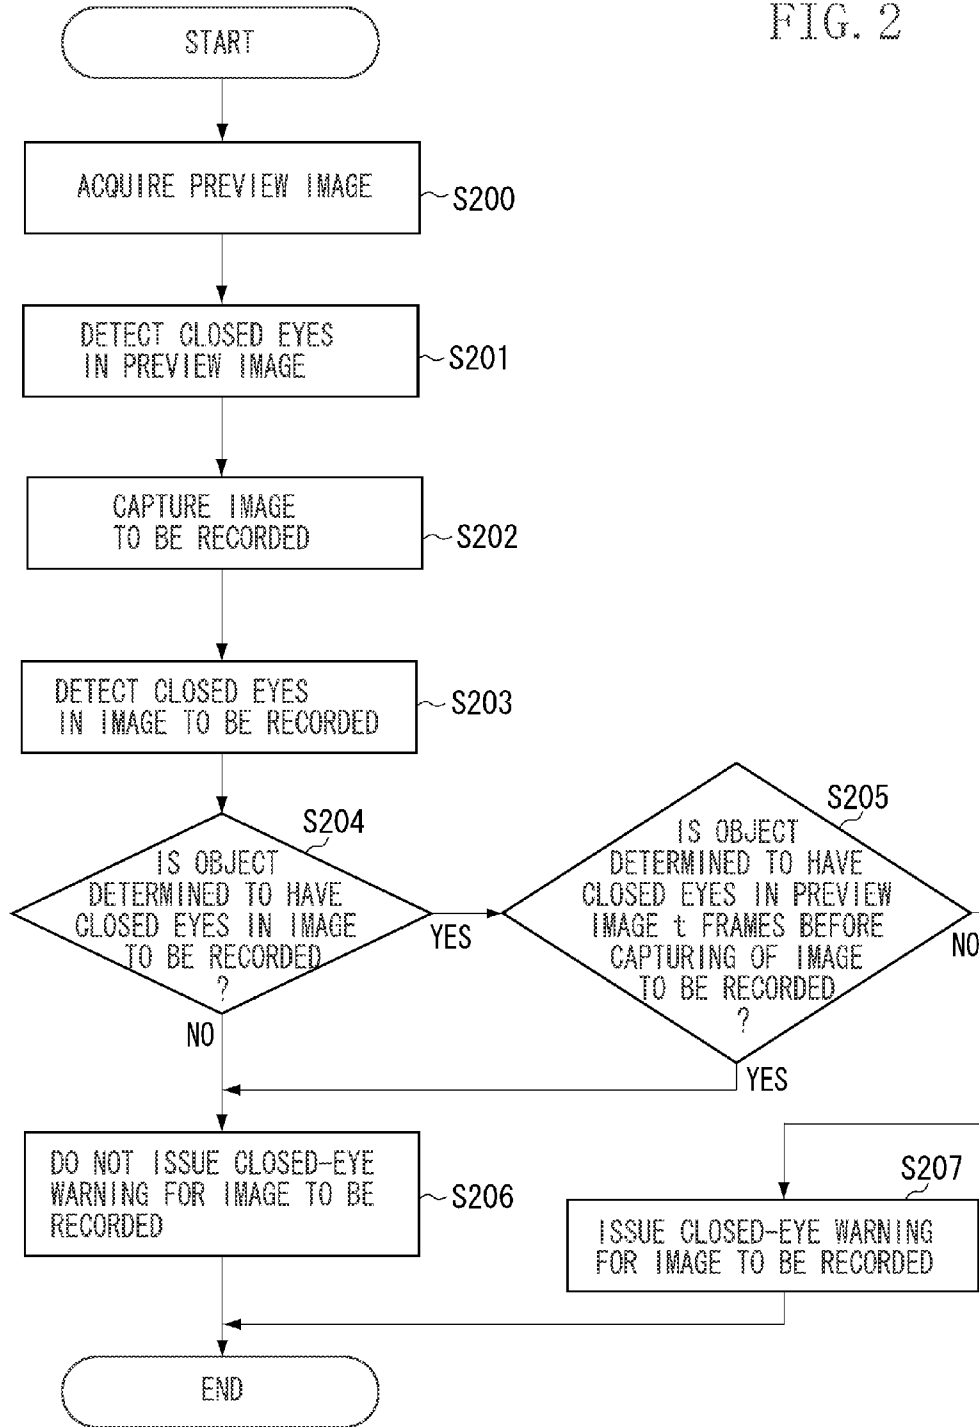 FIG. 2
START
ACQUIRE PREVIEW IMAGE
S200
DETECT CLOSED EYES
IN PREVIEW IMAGE
S201
CAPTURE IMAGE
TO BE RECORDED
S202
DETECT CLOSED EYES
IN IMAGE TO BE RECORDED
S203
S204
IS OBJECT
DETERMINED TO HAVE
CLOSED EYES IN IMAGE
TO BE RECORDED
?
YES
NO
S205
IS OBJECT
DETERMINED TO HAVE
CLOSED EYES IN PREVIEW
IMAGE t FRAMES BEFORE
CAPTURING OF IMAGE
TO BE RECORDED
?
NO
YES
DO NOT ISSUE CLOSED-EYE
WARNING FOR IMAGE TO BE
RECORDED
S206
S207
ISSUE CLOSED-EYE WARNING
FOR IMAGE TO BE RECORDED
END